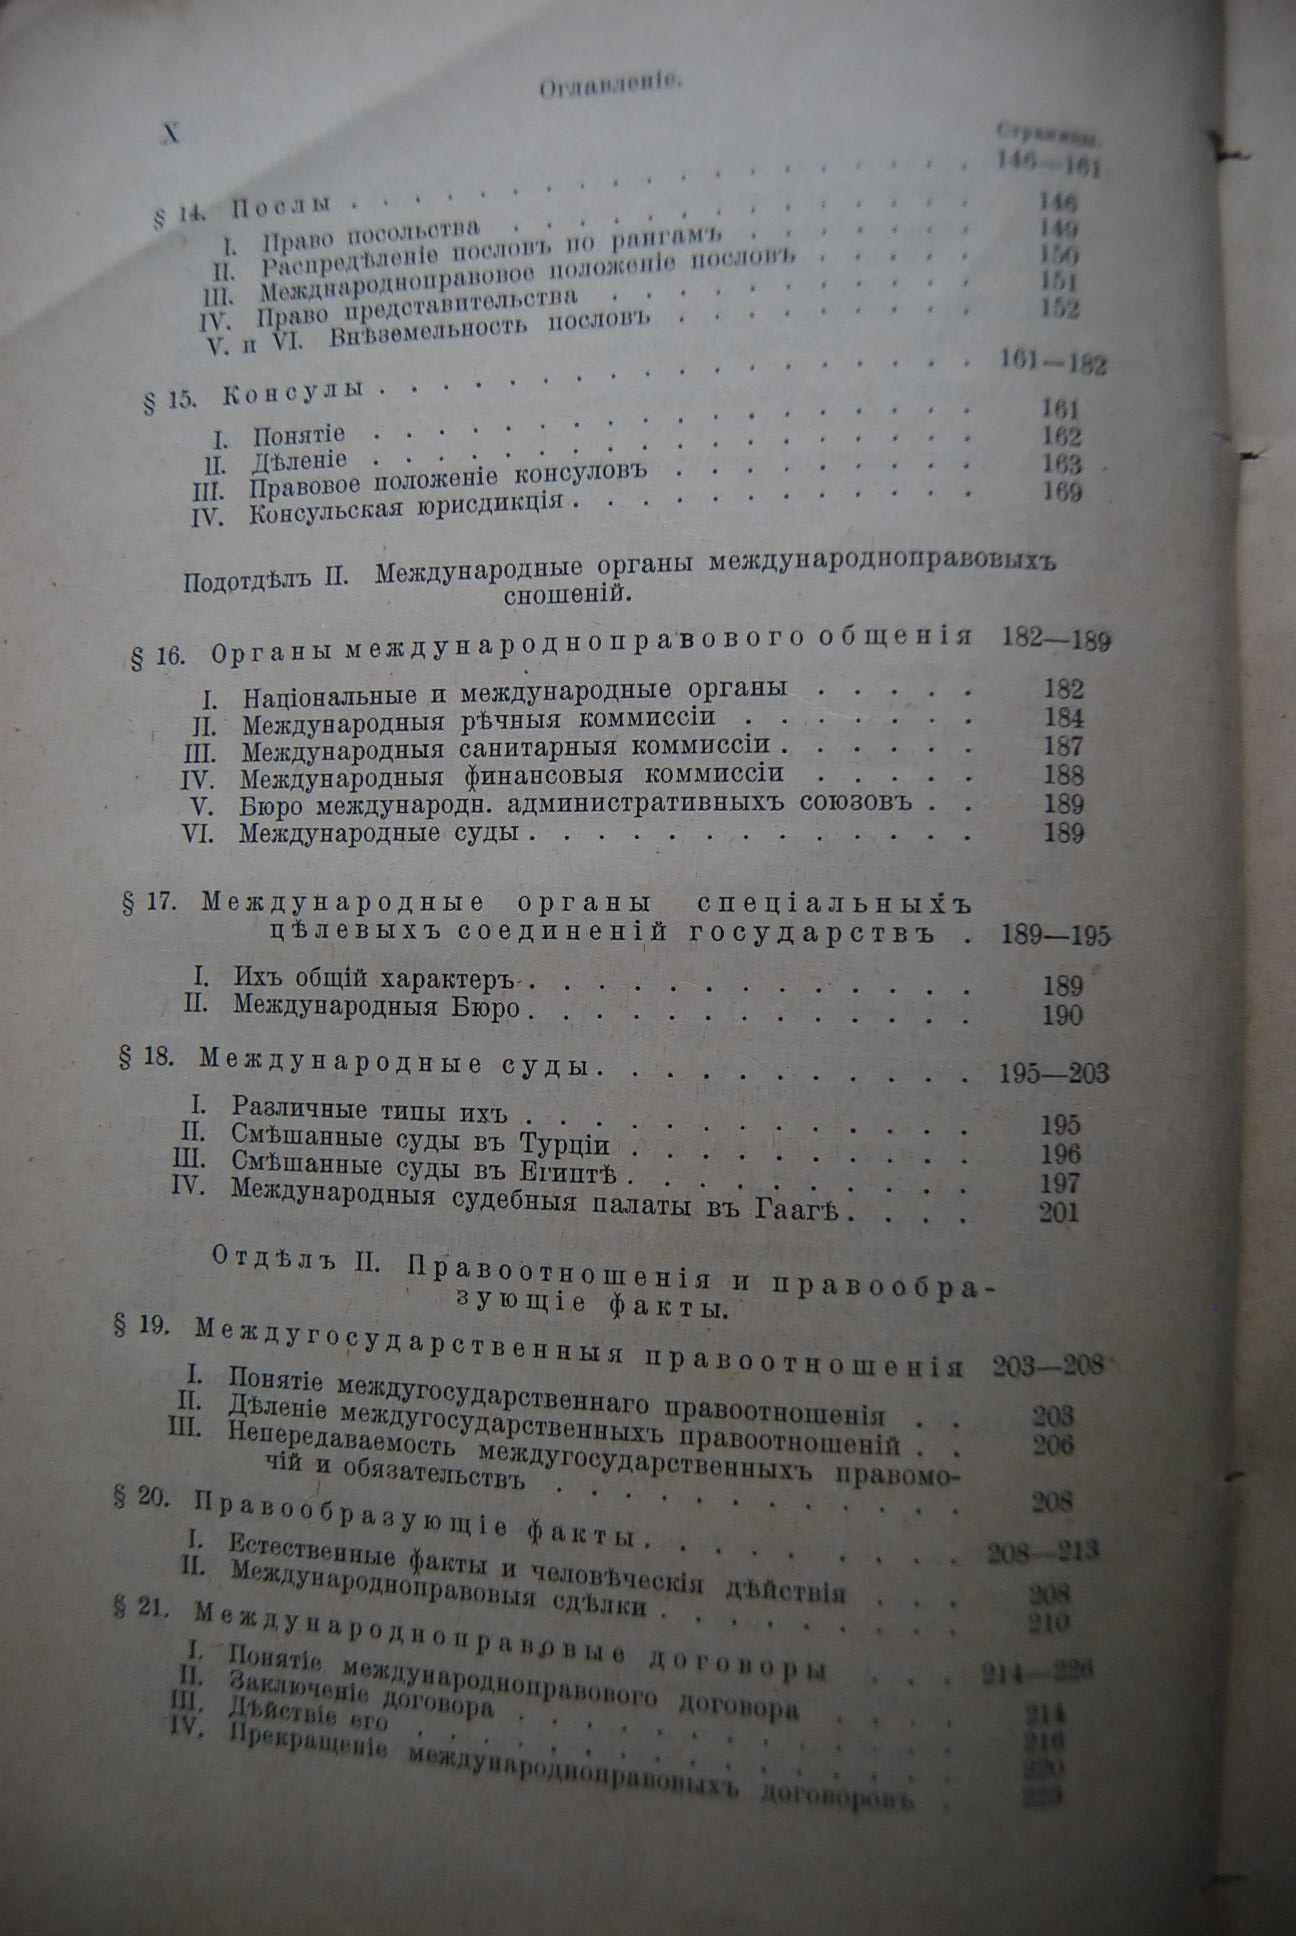 Оглавленіе.
X
Страницы.
§ 14. Послы . . . . . . . . . . . . . . . . . . 146—161
I. Право посольства . . . . . . . . . . . . . . 146
II. Распредѣленіе пословъ по рангамъ . . . . . . . 149
III. Международноправовое положеніе пословъ . . . . . 150
IV. Право представительства . . . . . . . . . . . 151
V. и VI. Внѣземельность пословъ . . . . . . . . . 152
§ 15. Консулы . . . . . . . . . . . . . . . . . . 161—182
I. Понятіе . . . . . . . . . . . . . . . . . . 161
II. Дѣленіе . . . . . . . . . . . . . . . . . . 162
III. Правовое положеніе консуловъ . . . . . . . . . 163
IV. Консульская юрисдикція . . . . . . . . . . . . 169
Подотдѣлъ II. Международные органы международноправовыхъ
сношеній.
§ 16. Органы международноправового общенія 182—189
I. Національные и международные органы . . . . . 182
II. Международныя рѣчныя коммиссіи . . . . . . . 184
III. Международныя санитарныя коммиссіи . . . . . . 187
IV. Международныя финансовыя коммиссіи . . . . . 188
V. Бюро международн. административныхъ союзовъ . . 189
VI. Международные суды . . . . . . . . . . . . . . 189
§ 17. Международные органы спеціальныхъ
цѣлевыхъ соединеній государствъ . 189—195
I. Ихъ общій характеръ . . . . . . . . . . . . . . 189
II. Международныя Бюро . . . . . . . . . . . . . . 190
§ 18. Международные суды . . . . . . . . . . . . 195—203
I. Различные типы ихъ . . . . . . . . . . . . . . 195
II. Смѣшанные суды въ Турціи . . . . . . . . . . 196
III. Смѣшанные суды въ Египтѣ . . . . . . . . . . 197
IV. Международныя судебныя палаты въ Гаагѣ . . . . 201
Отдѣлъ II. Правоотношенія и правообра-
зующіе факты.
§ 19. Междугосударственныя правоотношенія 203—208
I. Понятіе междугосударственнаго правоотношенія . . 203
II. Дѣленіе междугосударственныхъ правоотношеній . . 206
III. Непередаваемость междугосударственныхъ правомо-
чій и обязательствъ . . . . . . . . . . . . 208
§ 20. Правообразующіе факты . . . . . . . . . . 208—213
I. Естественные факты и человѣческія дѣйствія . . . 208
II. Международноправовыя сдѣлки . . . . . . . . . 210
§ 21. Международноправовые договоры . . . 214—226
I. Понятіе международноправового договора . . . . 214
II. Заключеніе договора . . . . . . . . . . . . . 216
III. Дѣйствіе его . . . . . . . . . . . . . . . . 220
IV. Прекращеніе международноправовыхъ договоровъ . 223